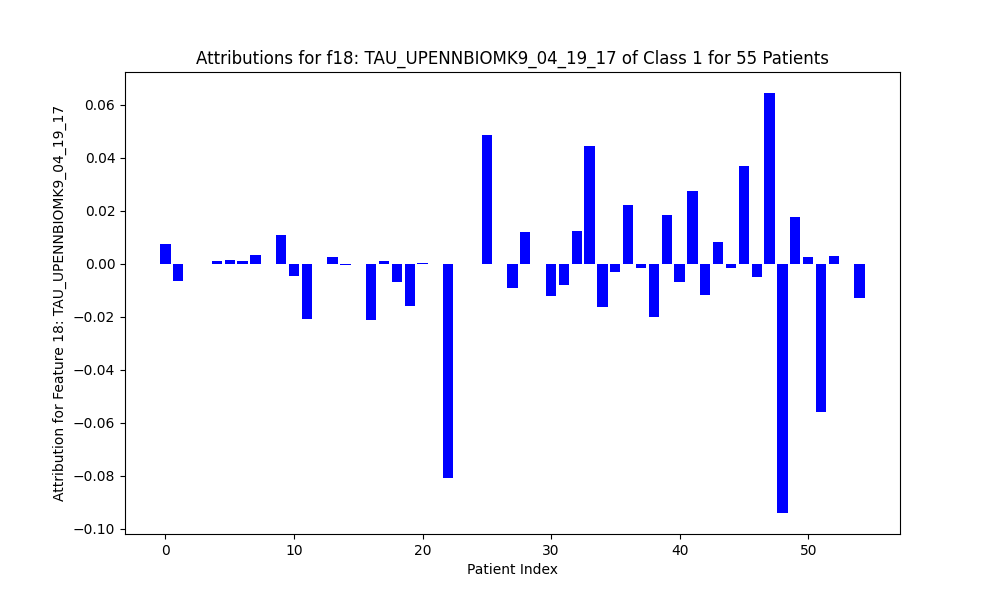 Attributions for f18: TAU_UPENNBIOMK9_04_19_17 of Class 1 for 55 Patients
Attribution for Feature 18: TAU_UPENNBIOMK9_04_19_17
0.06
0.04
0.02
0.00
−0.02
−0.04
−0.06
−0.08
−0.10
0 10 20 30 40 50
Patient Index